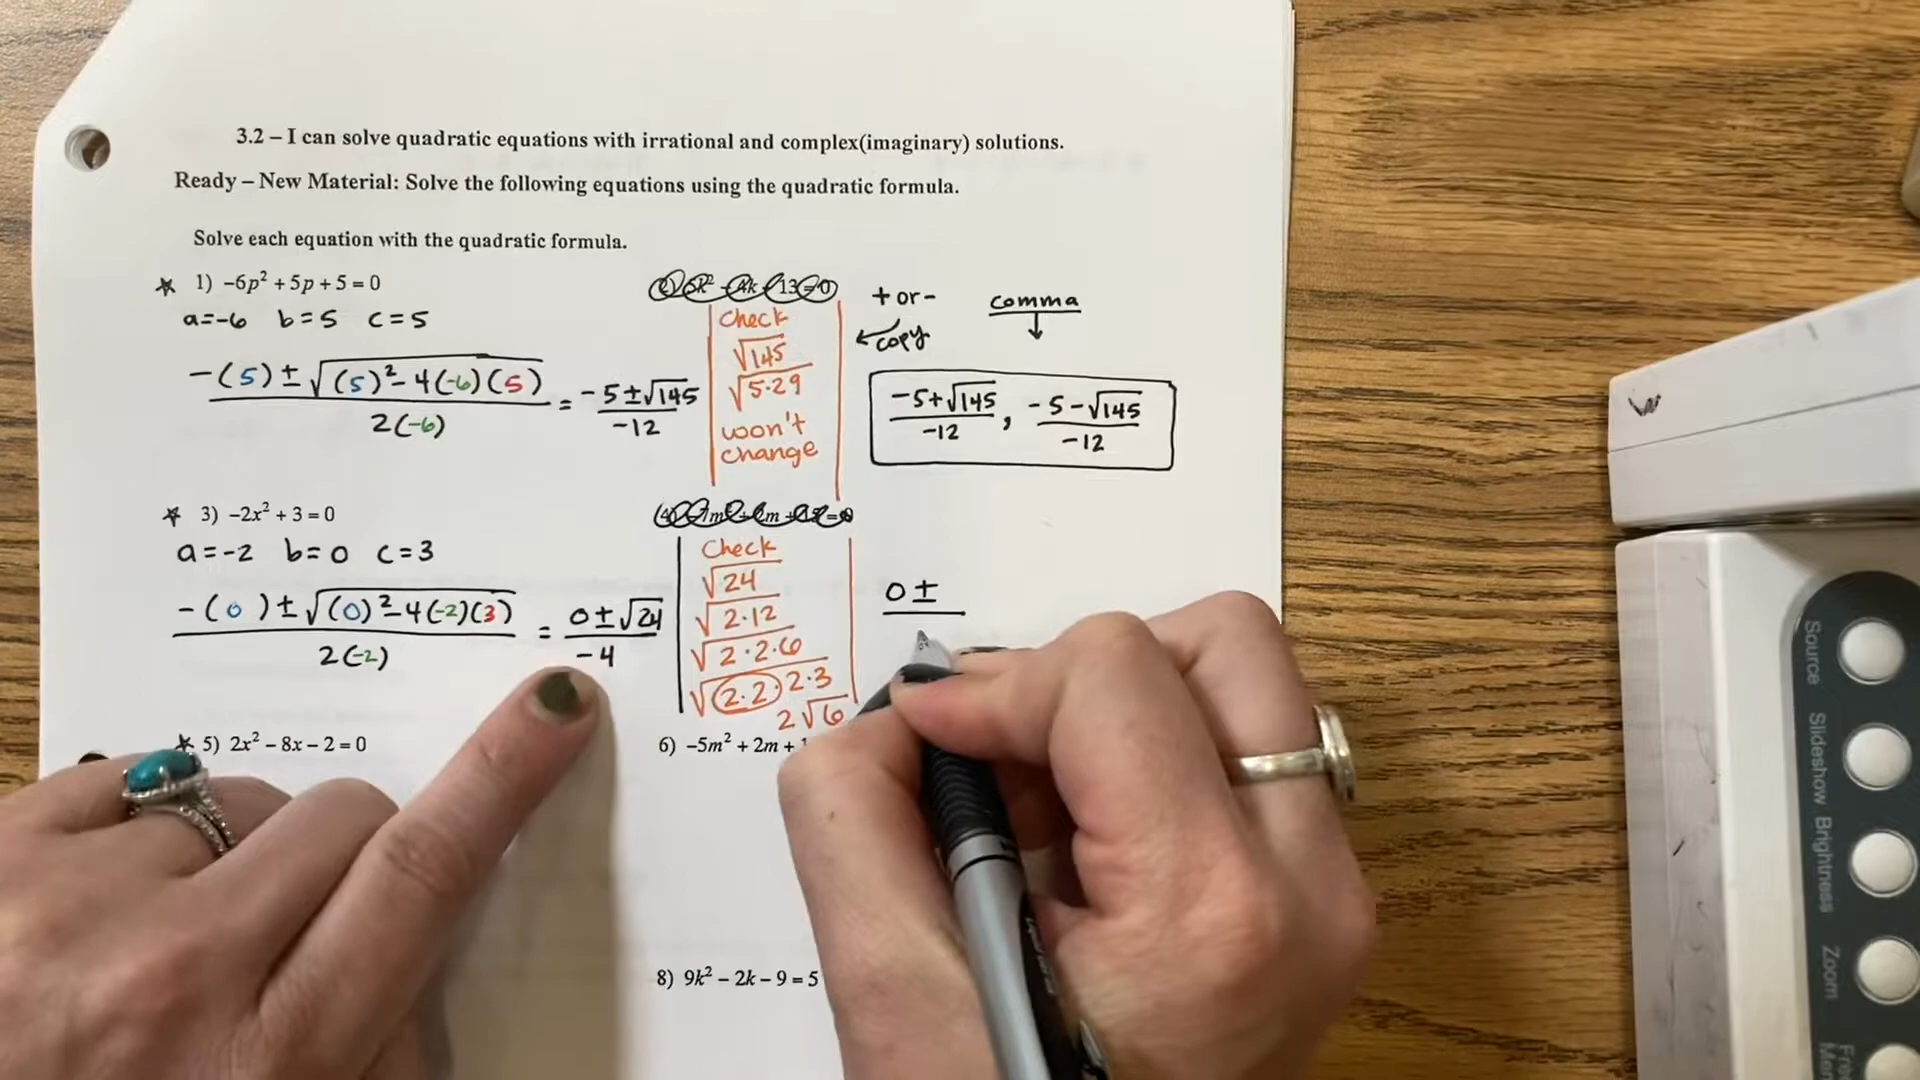 3.2 – I can solve quadratic equations with irrational and complex(imaginary) solutions.
Ready – New Material: Solve the following equations using the quadratic formula.
Solve each equation with the quadratic formula.
1) -6p² + 5p + 5 = 0
a=-6 b=5 c=5
-(5)±√(5)²-4(-6)(5)
2(-6)
= -5±√145
-12
Check
√145
√5·29
won't
change
+ or -
copy
comma
-5+√145
-12
, -5-√145
-12
3) -2x² + 3 = 0
a=-2 b=0 c=3
-(0)±√(0)²-4(-2)(3)
2(-2)
= 0±√24
-4
Check
√24
√2·12
√2·2·6
√2·2·2·3
2√6
0±
5) 2x² – 8x – 2 = 0
6) -5m² + 2m +
8) 9k² – 2k – 9 = 5
Source
Slideshow
Brightness
Zoom